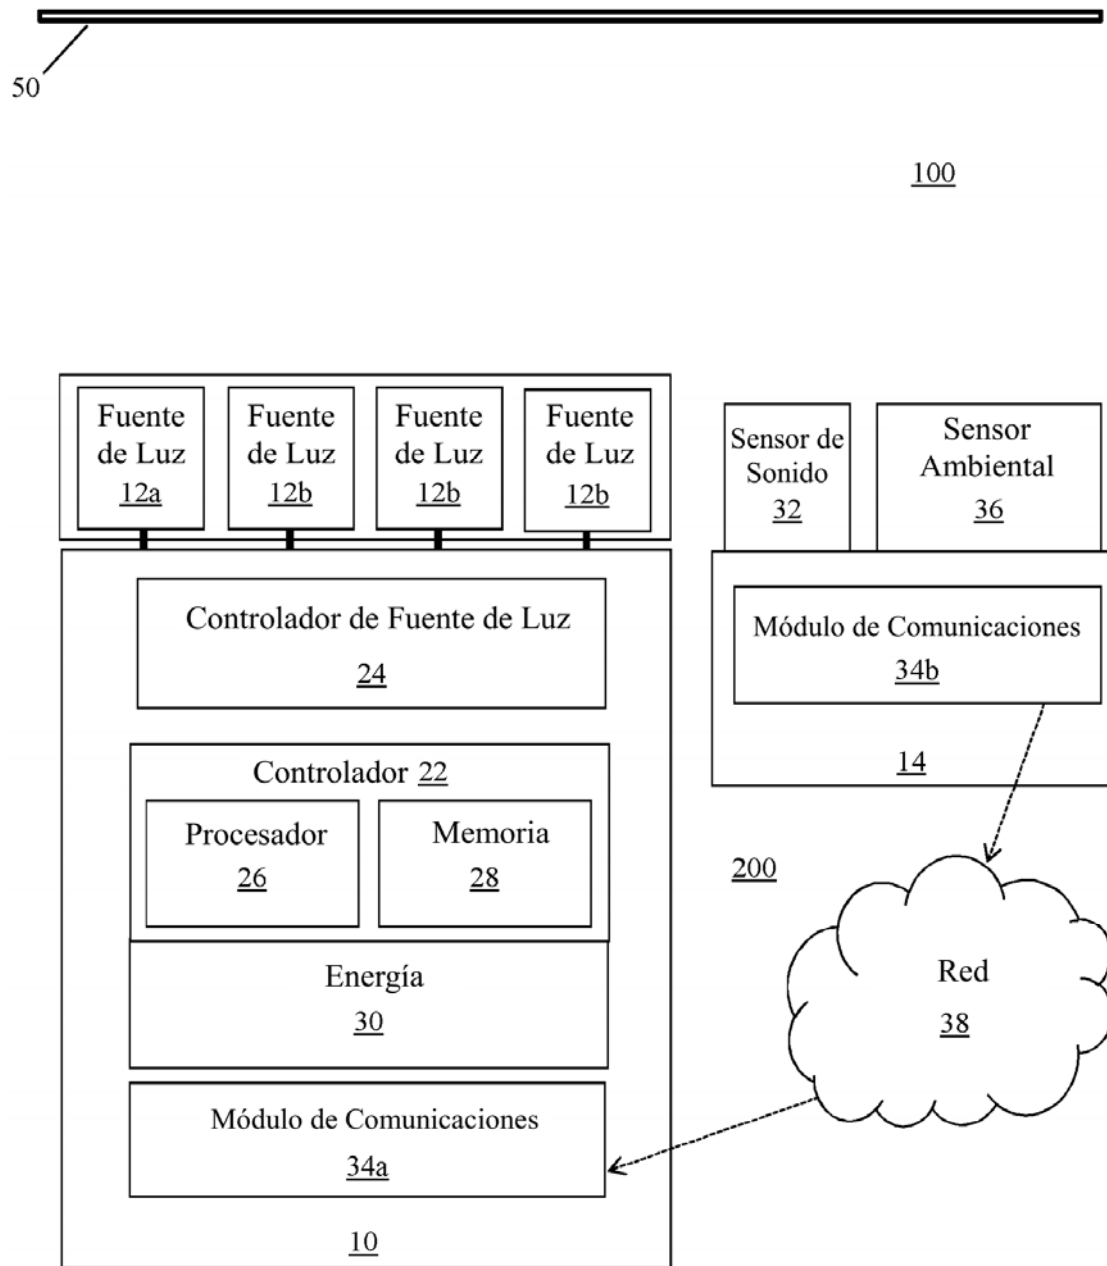 50
100
Fuente
de Luz
12a
Fuente
de Luz
12b
Fuente
de Luz
12b
Fuente
de Luz
12b
Sensor de
Sonido
32
Sensor
Ambiental
36
Controlador de Fuente de Luz
24
Módulo de Comunicaciones
34b
14
Controlador 22
Procesador
26
Memoria
28
200
Energía
30
Red
38
Módulo de Comunicaciones
34a
10